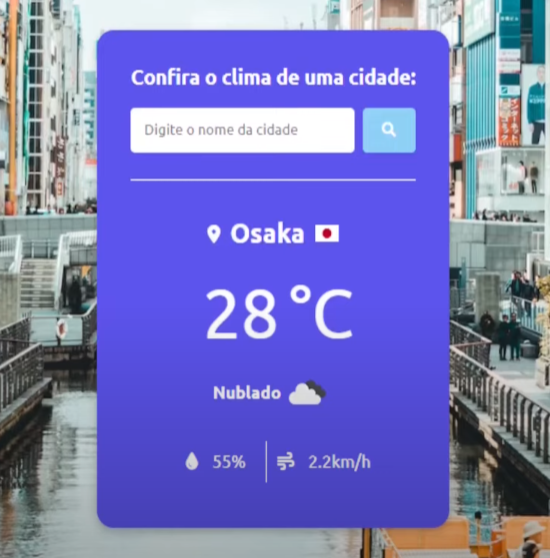 Confira o clima de uma cidade:
Digite o nome da cidade
Osaka
28°C
Nublado
55%
2.2km/h